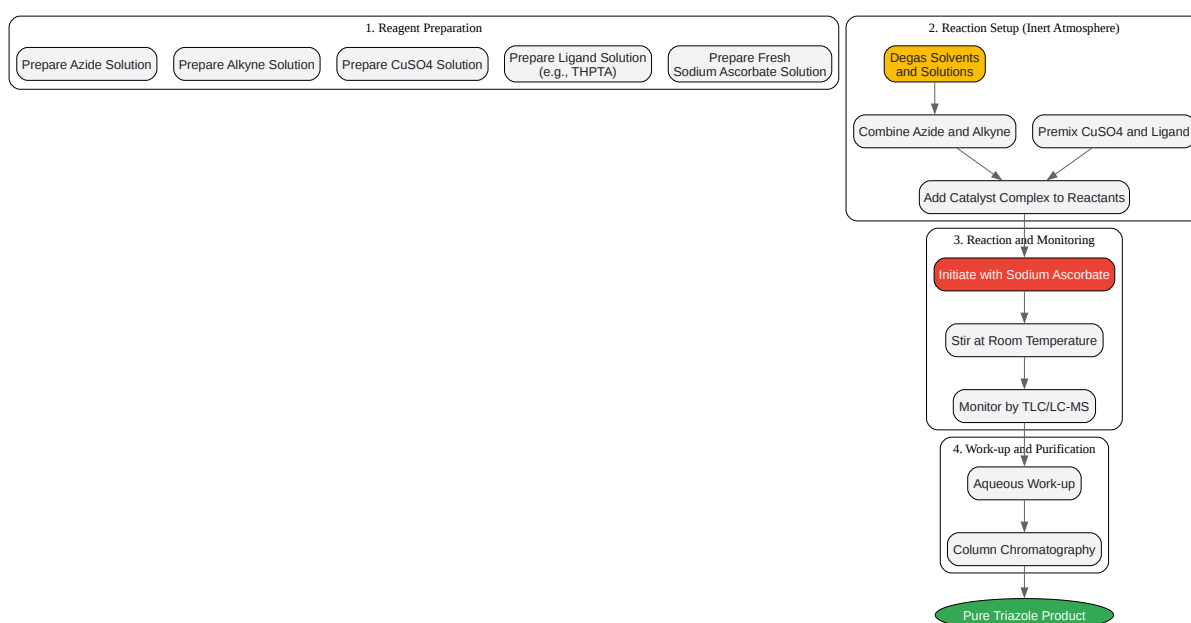 1. Reagent Preparation
Prepare Azide Solution
Prepare Alkyne Solution
Prepare CuSO4 Solution
Prepare Ligand Solution
(e.g., THPTA)
Prepare Fresh
Sodium Ascorbate Solution
2. Reaction Setup (Inert Atmosphere)
Degas Solvents
and Solutions
Combine Azide and Alkyne
Premix CuSO4 and Ligand
Add Catalyst Complex to Reactants
3. Reaction and Monitoring
Initiate with Sodium Ascorbate
Stir at Room Temperature
Monitor by TLC/LC-MS
4. Work-up and Purification
Aqueous Work-up
Column Chromatography
Pure Triazole Product